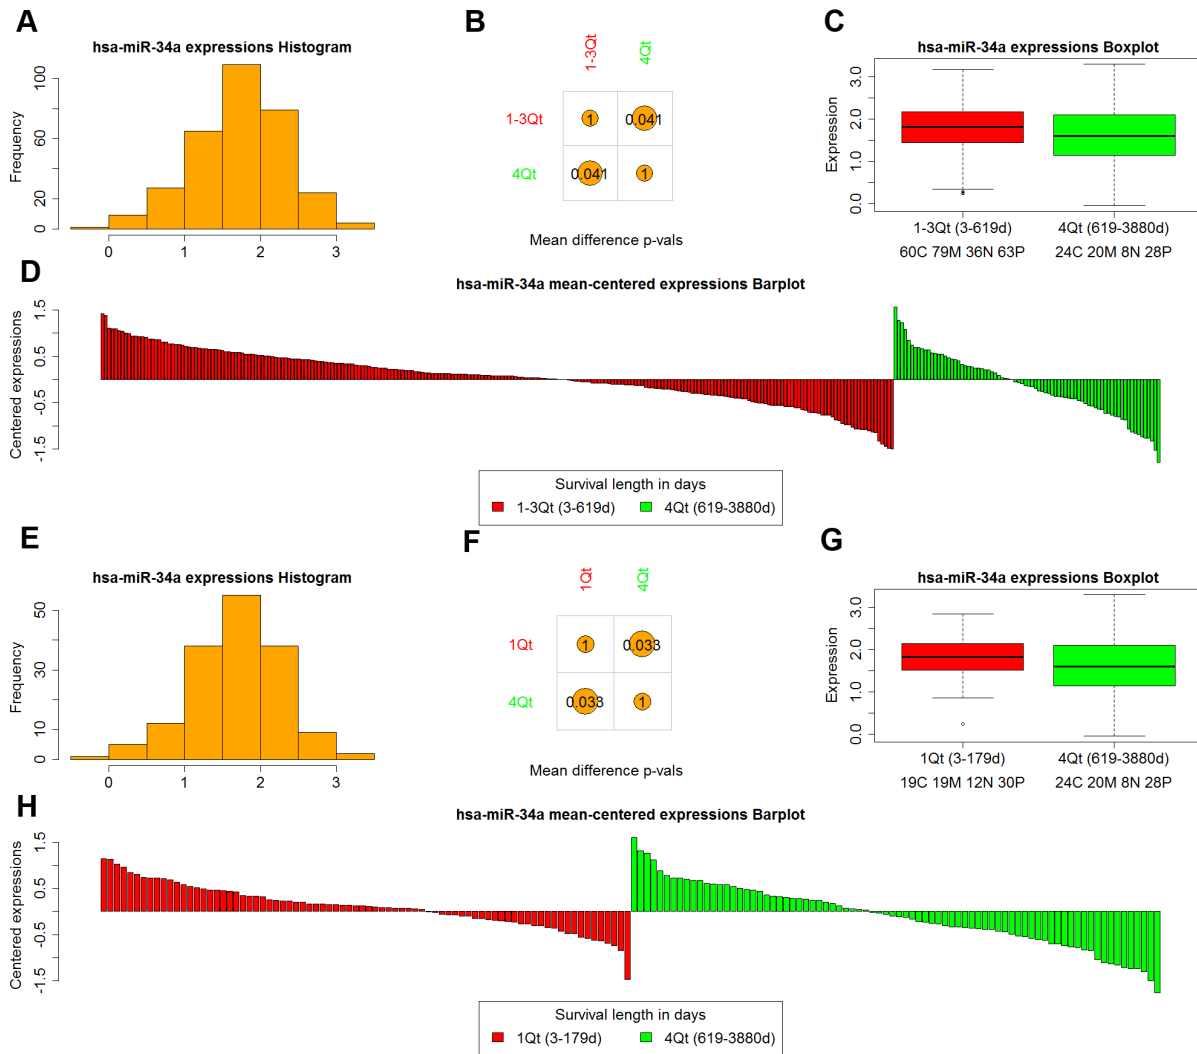 A
hsa-miR-34a expressions Histogram
Frequency
0 20 60 100
0 1 2 3
B
1-3Qt 4Qt
1-3Qt 1 0.041
4Qt 0.041 1
Mean difference p-vals
C
hsa-miR-34a expressions Boxplot
Expression
0.0 1.0 2.0 3.0
1-3Qt (3-619d) 4Qt (619-3880d)
60C 79M 36N 63P 24C 20M 8N 28P
D
hsa-miR-34a mean-centered expressions Barplot
Centered expressions
-1.5 -0.5 0.5 1.5
Survival length in days
1-3Qt (3-619d) 4Qt (619-3880d)
E
hsa-miR-34a expressions Histogram
Frequency
0 10 30 50
0 1 2 3
F
1Qt 4Qt
1Qt 1 0.033
4Qt 0.033 1
Mean difference p-vals
G
hsa-miR-34a expressions Boxplot
Expression
0.0 1.0 2.0 3.0
1Qt (3-179d) 4Qt (619-3880d)
19C 19M 12N 30P 24C 20M 8N 28P
H
hsa-miR-34a mean-centered expressions Barplot
Centered expressions
-1.5 -0.5 0.5 1.5
Survival length in days
1Qt (3-179d) 4Qt (619-3880d)